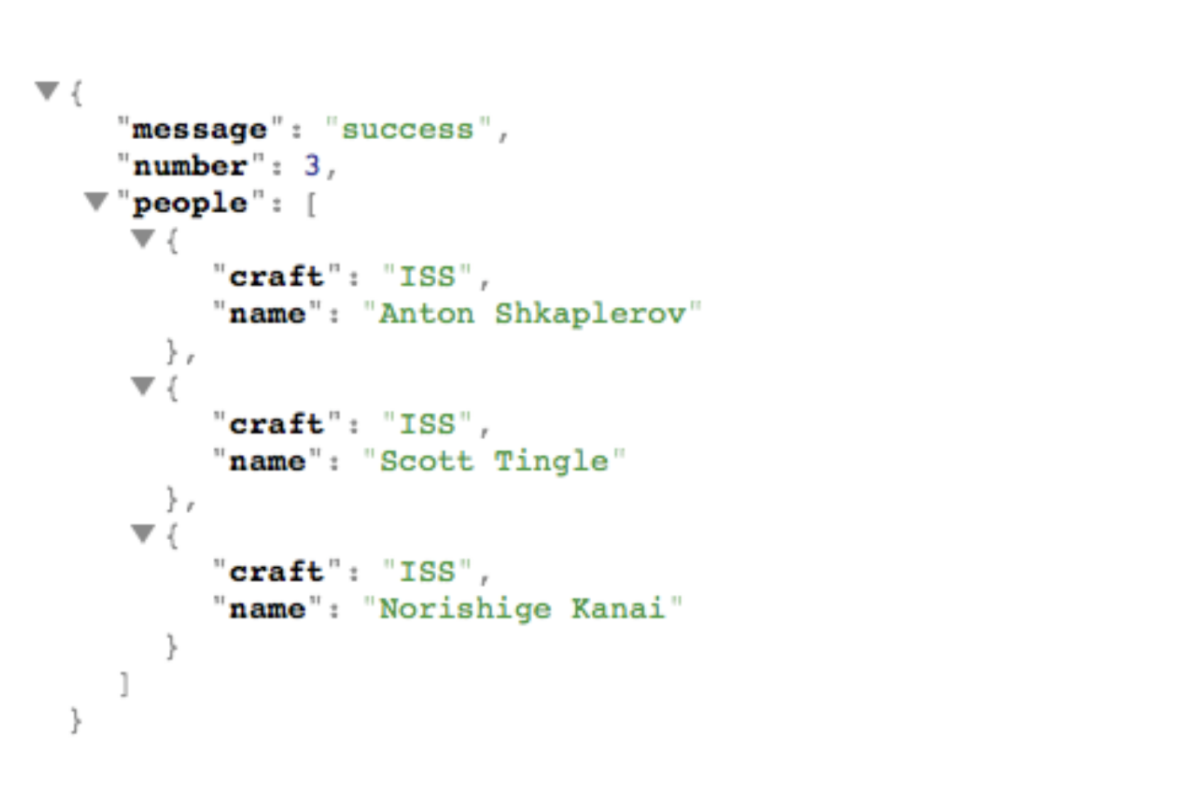 {
"message": "success",
"number": 3,
"people": [
{
"craft": "ISS",
"name": "Anton Shkaplerov"
},
{
"craft": "ISS",
"name": "Scott Tingle"
},
{
"craft": "ISS",
"name": "Norishige Kanai"
}
]
}